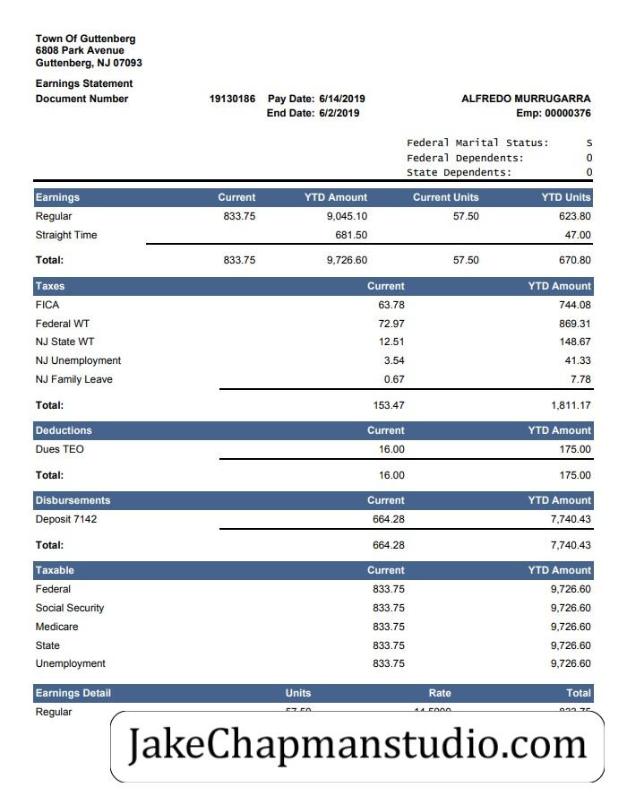 Town Of Guttenberg
6808 Park Avenue
Guttenberg, NJ 07093
Earnings Statement
Document Number 19130186 Pay Date: 6/14/2019 ALFREDO MURRUGARRA
End Date: 6/2/2019 Emp: 00000376
Federal Marital Status: S
Federal Dependents: 0
State Dependents: 0
Earnings Current YTD Amount Current Units YTD Units
Regular 833.75 9,045.10 57.50 623.80
Straight Time 681.50 47.00
Total: 833.75 9,726.60 57.50 670.80
Taxes Current YTD Amount
FICA 63.78 744.08
Federal WT 72.97 869.31
NJ State WT 12.51 148.67
NJ Unemployment 3.54 41.33
NJ Family Leave 0.67 7.78
Total: 153.47 1,811.17
Deductions Current YTD Amount
Dues TEO 16.00 175.00
Total: 16.00 175.00
Disbursements Current YTD Amount
Deposit 7142 664.28 7,740.43
Total: 664.28 7,740.43
Taxable Current YTD Amount
Federal 833.75 9,726.60
Social Security 833.75 9,726.60
Medicare 833.75 9,726.60
State 833.75 9,726.60
Unemployment 833.75 9,726.60
Earnings Detail Units Rate Total
Regular
JakeChapmanstudio.com